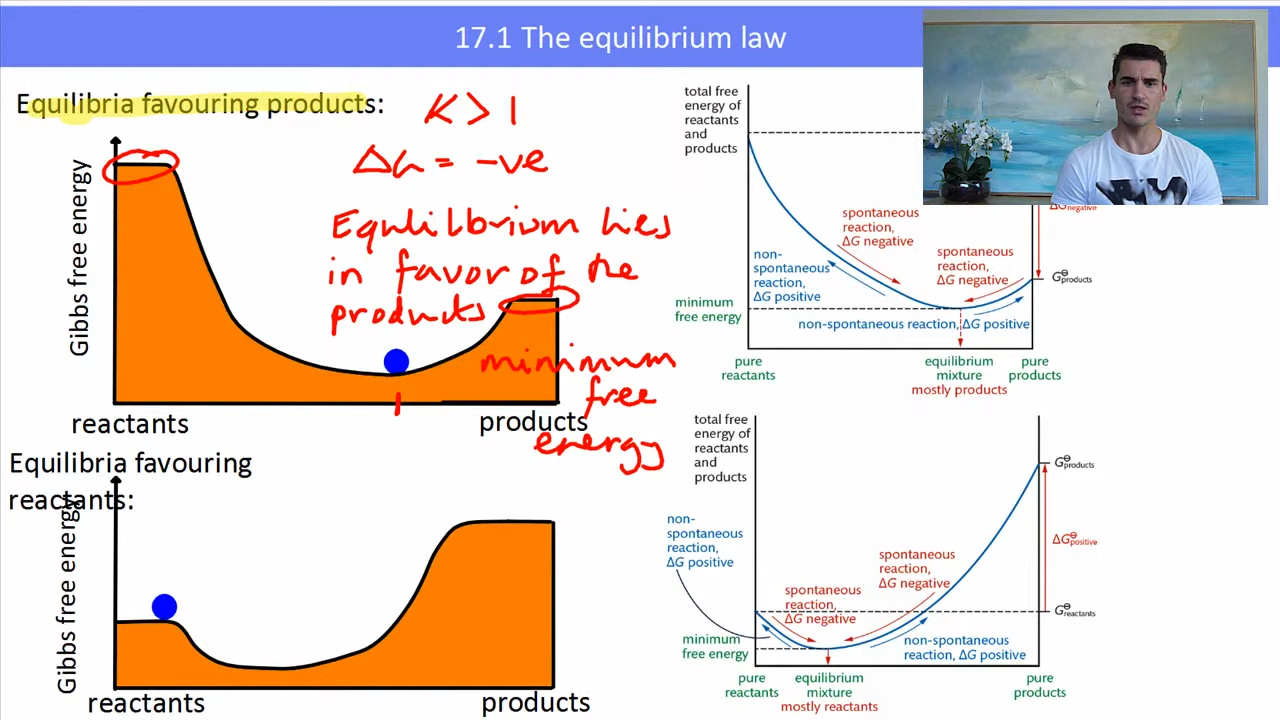 17.1 The equilibrium law
Equilibria favouring products:
K > 1
ΔG = -ve
Equilibrium lies
in favor of the
products
minimum
free
energy
Gibbs free energy
reactants
products
Equilibria favouring
reactants:
Gibbs free energy
reactants
products
total free
energy of
reactants
and
products
spontaneous
reaction,
ΔG negative
non-
spontaneous
reaction,
ΔG positive
spontaneous
reaction,
ΔG negative
ΔG negative
G⊖products
minimum
free energy
non-spontaneous reaction, ΔG positive
pure
reactants
equilibrium
mixture
mostly products
pure
products
total free
energy of
reactants
and
products
G⊖products
non-
spontaneous
reaction,
ΔG positive
spontaneous
reaction,
ΔG negative
ΔG⊖positive
spontaneous
reaction,
ΔG negative
G⊖reactants
minimum
free energy
non-spontaneous
reaction, ΔG positive
pure
reactants
equilibrium
mixture
mostly reactants
pure
products